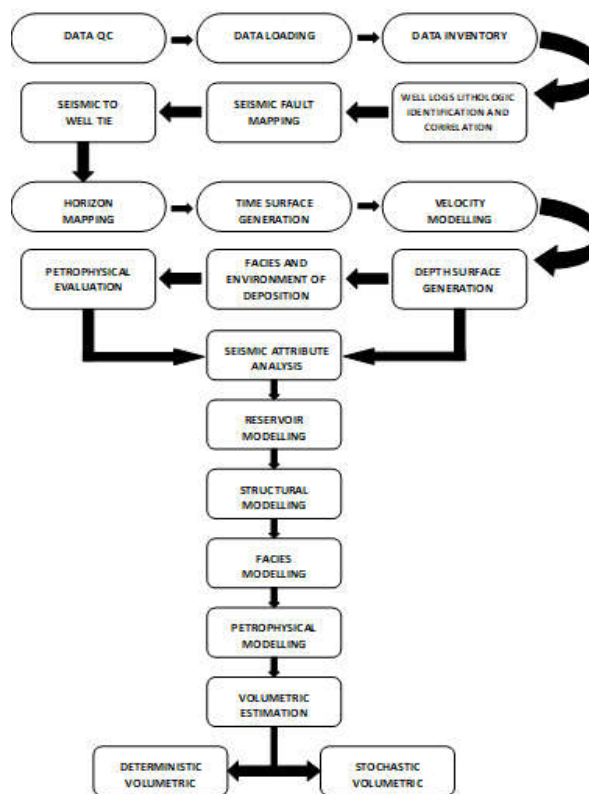 DATA QC
DATA LOADING
DATA INVENTORY
WELL LOGS LITHOLOGIC
IDENTIFICATION AND
CORRELATION
SEISMIC FAULT
MAPPING
SEISMIC TO
WELL TIE
HORIZON
MAPPING
TIME SURFACE
GENERATION
VELOCITY
MODELLING
DEPTH SURFACE
GENERATION
FACIES AND
ENVIRONMENT OF
DEPOSITION
PETROPHYSICAL
EVALUATION
SEISMIC ATTRIBUTE
ANALYSIS
RESERVOIR
MODELLING
STRUCTURAL
MODELLING
FACIES
MODELLING
PETROPHYSICAL
MODELLING
VOLUMETRIC
ESTIMATION
DETERMINISTIC
VOLUMETRIC
STOCHASTIC
VOLUMETRIC